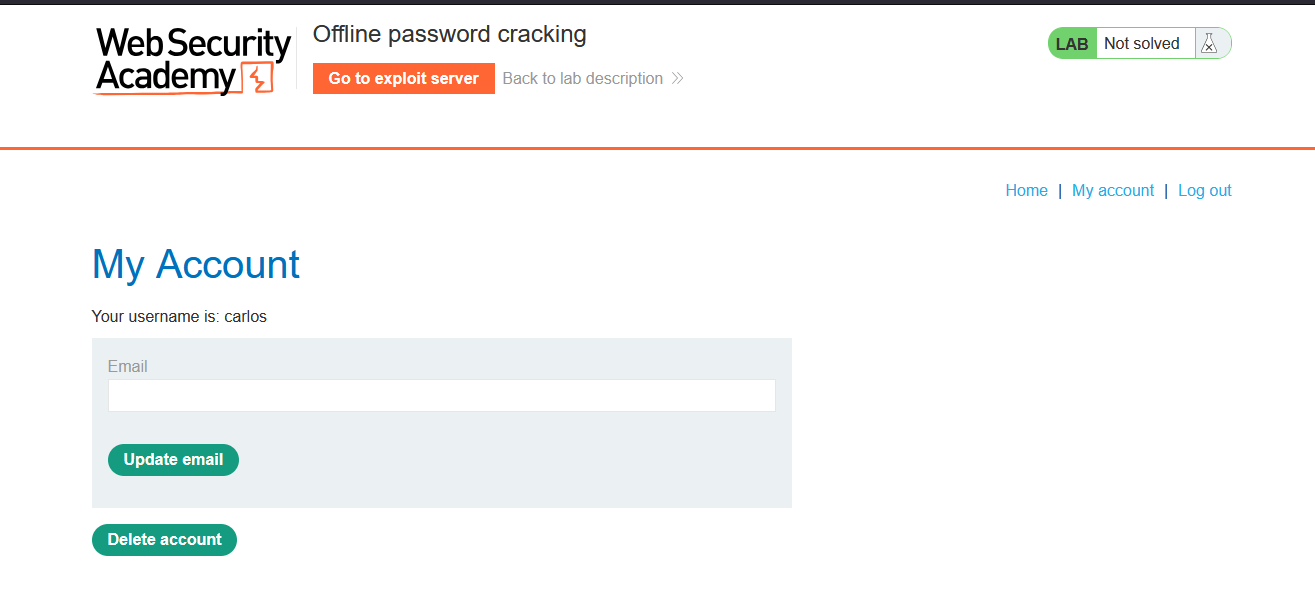 Web Security
Academy
Offline password cracking
Go to exploit server
Back to lab description
LAB
Not solved
Home | My account | Log out
My Account
Your username is: carlos
Email
Update email
Delete account